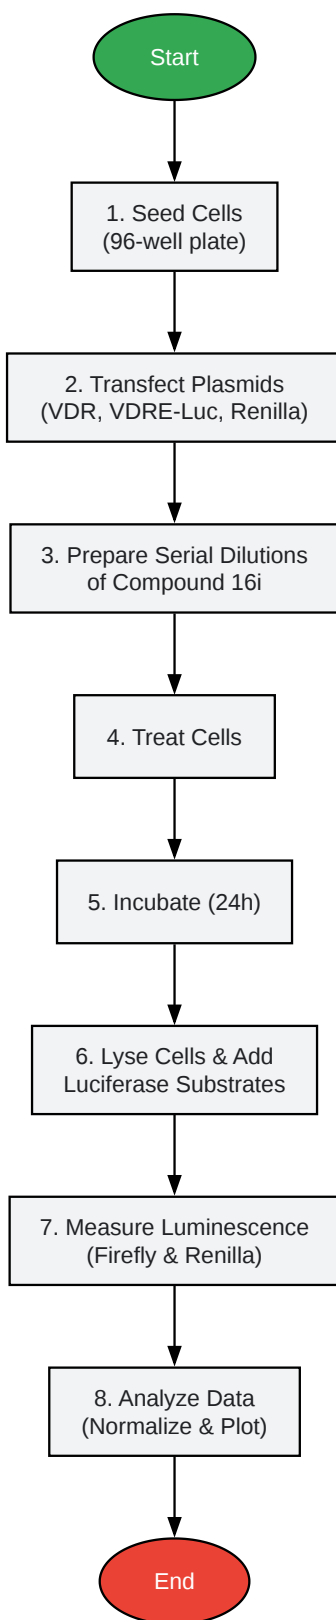 Start
1. Seed Cells
(96-well plate)
2. Transfect Plasmids
(VDR, VDRE-Luc, Renilla)
3. Prepare Serial Dilutions
of Compound 16i
4. Treat Cells
5. Incubate (24h)
6. Lyse Cells & Add
Luciferase Substrates
7. Measure Luminescence
(Firefly & Renilla)
8. Analyze Data
(Normalize & Plot)
End